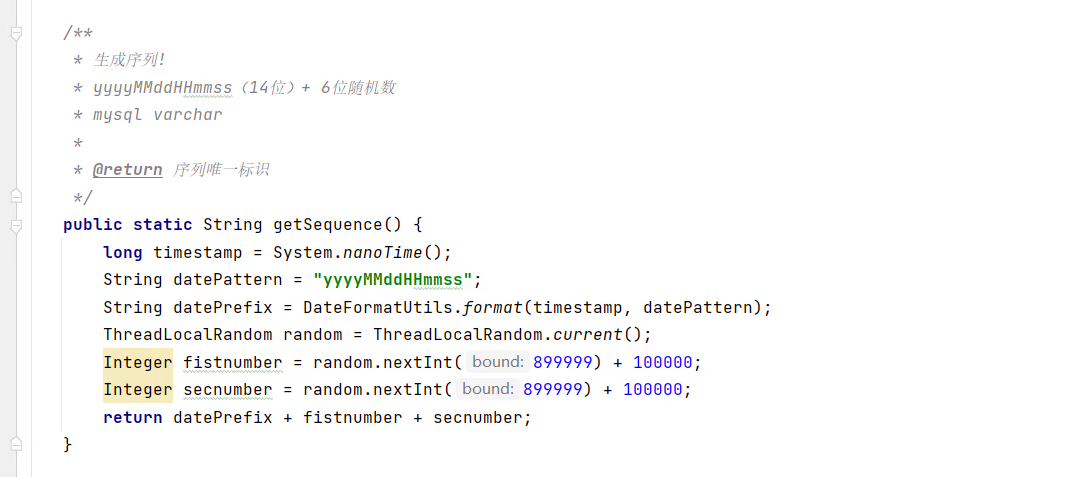 /**
* 生成序列!
* yyyyMMddHHmmss（14位）+ 6位随机数
* mysql varchar
*
* @return 序列唯一标识
*/
public static String getSequence() {
long timestamp = System.nanoTime();
String datePattern = "yyyyMMddHHmmss";
String datePrefix = DateFormatUtils.format(timestamp, datePattern);
ThreadLocalRandom random = ThreadLocalRandom.current();
Integer fistnumber = random.nextInt( bound: 899999) + 100000;
Integer secnumber = random.nextInt( bound: 899999) + 100000;
return datePrefix + fistnumber + secnumber;
}